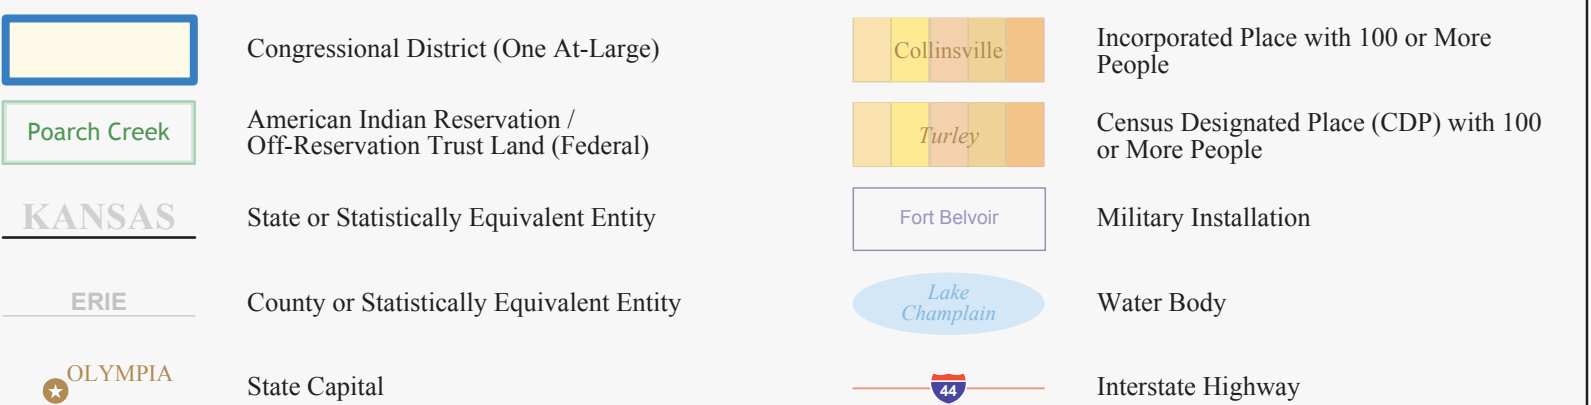 Congressional District (One At-Large)
Poarch Creek
American Indian Reservation /
Off-Reservation Trust Land (Federal)
KANSAS
State or Statistically Equivalent Entity
ERIE
County or Statistically Equivalent Entity
OLYMPIA
State Capital
Collinsville
Incorporated Place with 100 or More
People
Turley
Census Designated Place (CDP) with 100
or More People
Fort Belvoir
Military Installation
Lake
Champlain
Water Body
44
Interstate Highway